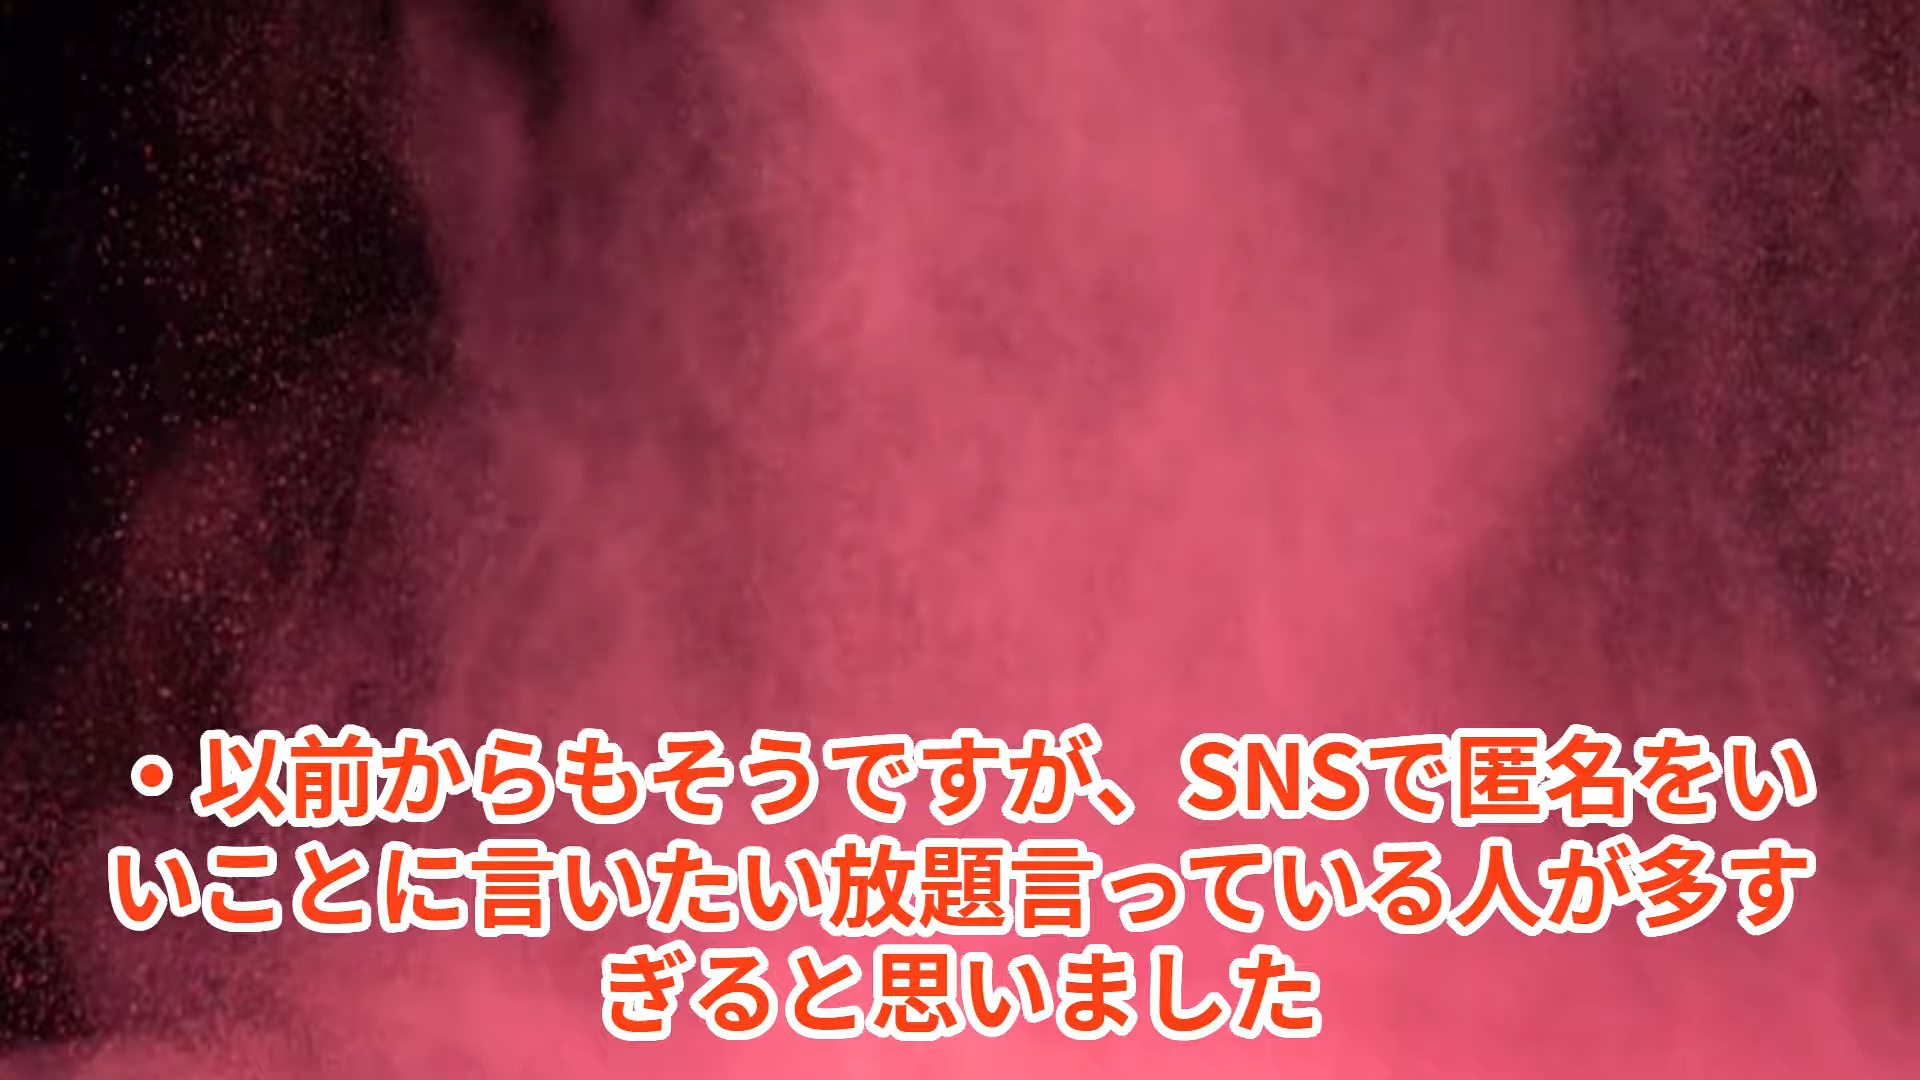 ・以前からもそうですが、SNSで匿名をい
いことに言いたい放題言っている人が多す
ぎると思いました